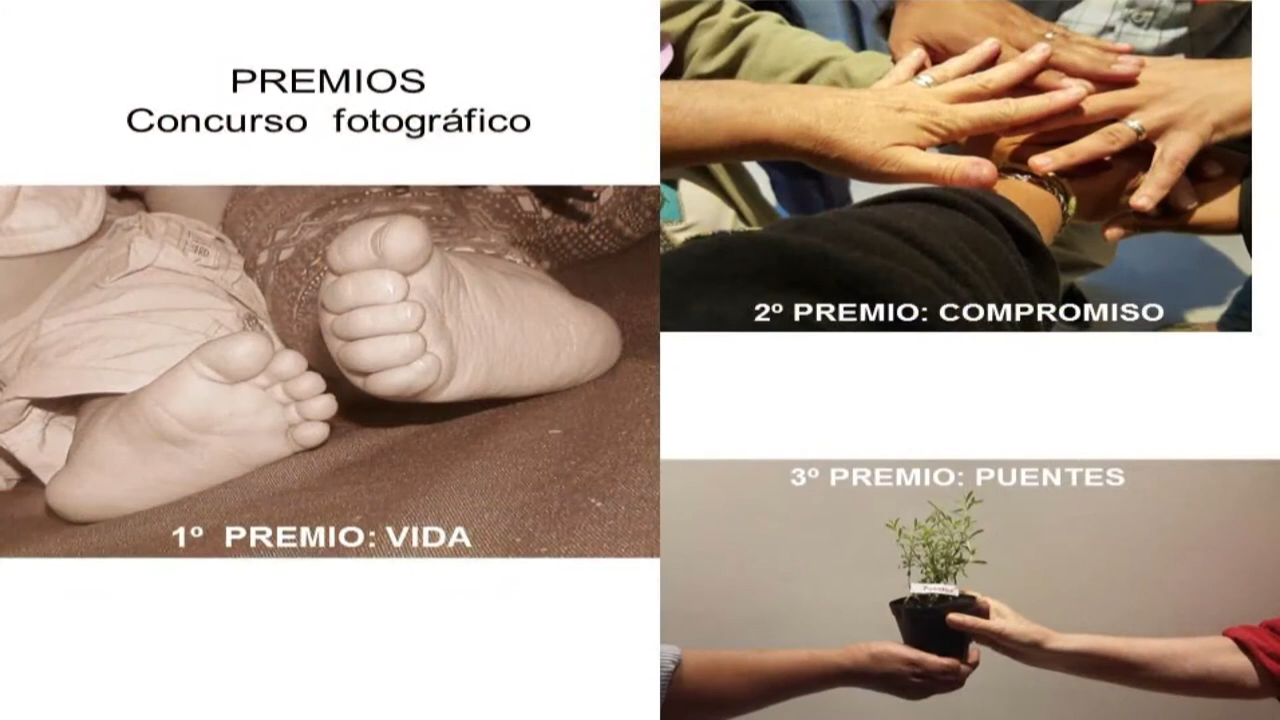 PREMIOS
Concurso fotográfico
2º PREMIO: COMPROMISO
3º PREMIO: PUENTES
1º PREMIO: VIDA